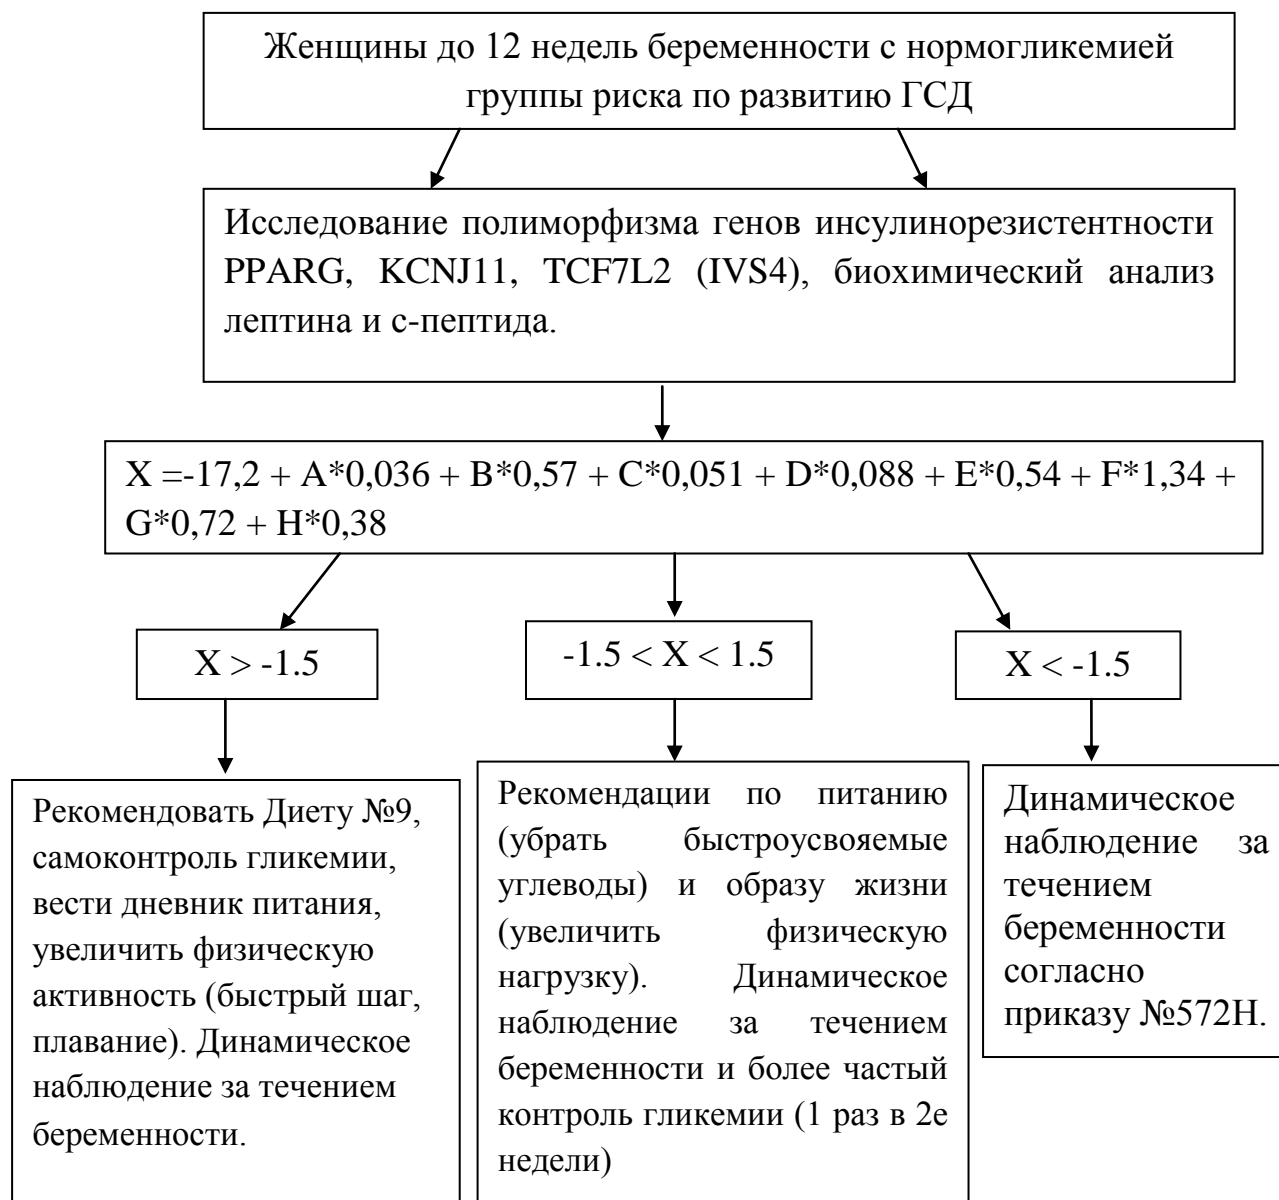 Женщины до 12 недель беременности с нормогликемией
группы риска по развитию ГСД
Исследование полиморфизма генов инсулинорезистентности
PPARG, KCNJ11, TCF7L2 (IVS4), биохимический анализ
лептина и с-пептида.
X =-17,2 + A*0,036 + B*0,57 + C*0,051 + D*0,088 + E*0,54 + F*1,34 +
G*0,72 + H*0,38
X > -1.5
-1.5 < X < 1.5
X < -1.5
Рекомендовать Диету №9,
самоконтроль гликемии,
вести дневник питания,
увеличить физическую
активность (быстрый шаг,
плавание). Динамическое
наблюдение за течением
беременности.
Рекомендации по питанию
(убрать быстроусвояемые
углеводы) и образу жизни
(увеличить физическую
нагрузку). Динамическое
наблюдение за течением
беременности и более частый
контроль гликемии (1 раз в 2е
недели)
Динамическое
наблюдение за
течением
беременности
согласно
приказу №572Н.